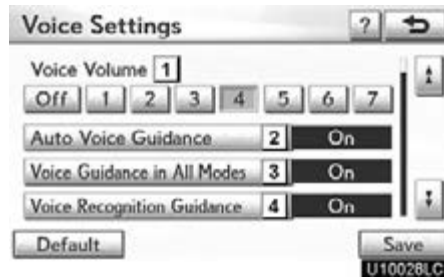 Voice Settings ?
Voice Volume 1
Off 1 2 3 4 5 6 7
Auto Voice Guidance 2 On
Voice Guidance in All Modes 3 On
Voice Recognition Guidance 4 On
Default Save
U10028LC